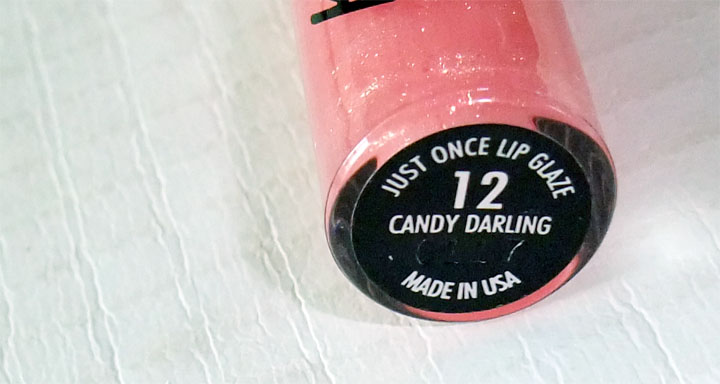 JUST ONCE LIP GLAZE
12
CANDY DARLING
MADE IN USA